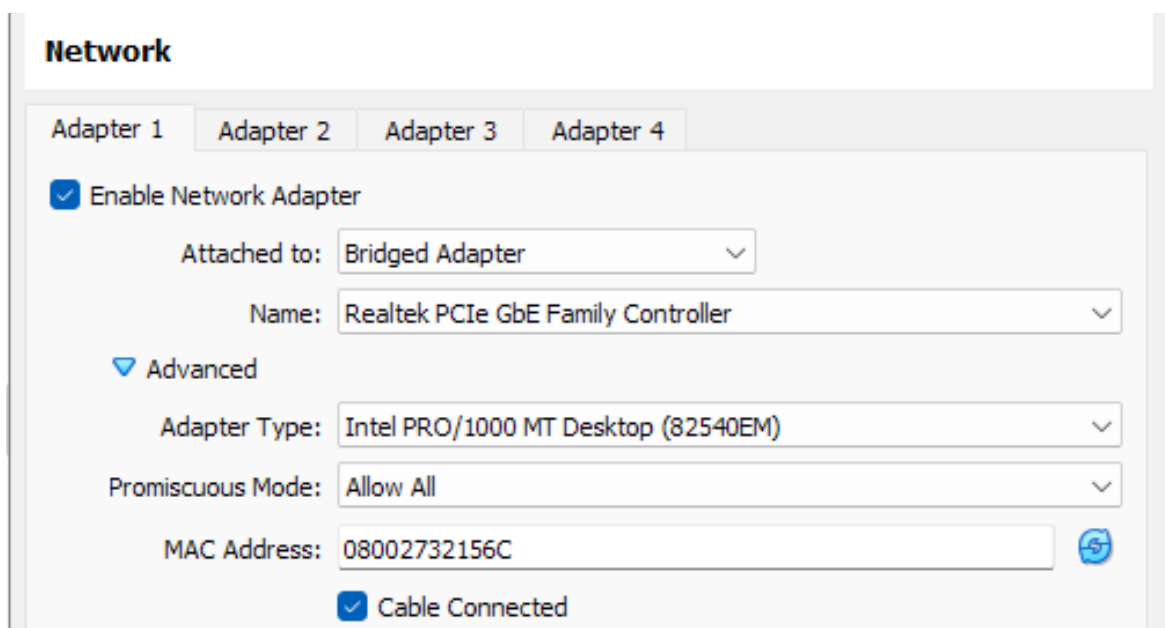 Network
Adapter 1 Adapter 2 Adapter 3 Adapter 4
Enable Network Adapter
Attached to: Bridged Adapter
Name: Realtek PCIe GbE Family Controller
Advanced
Adapter Type: Intel PRO/1000 MT Desktop (82540EM)
Promiscuous Mode: Allow All
MAC Address: 08002732156C
Cable Connected